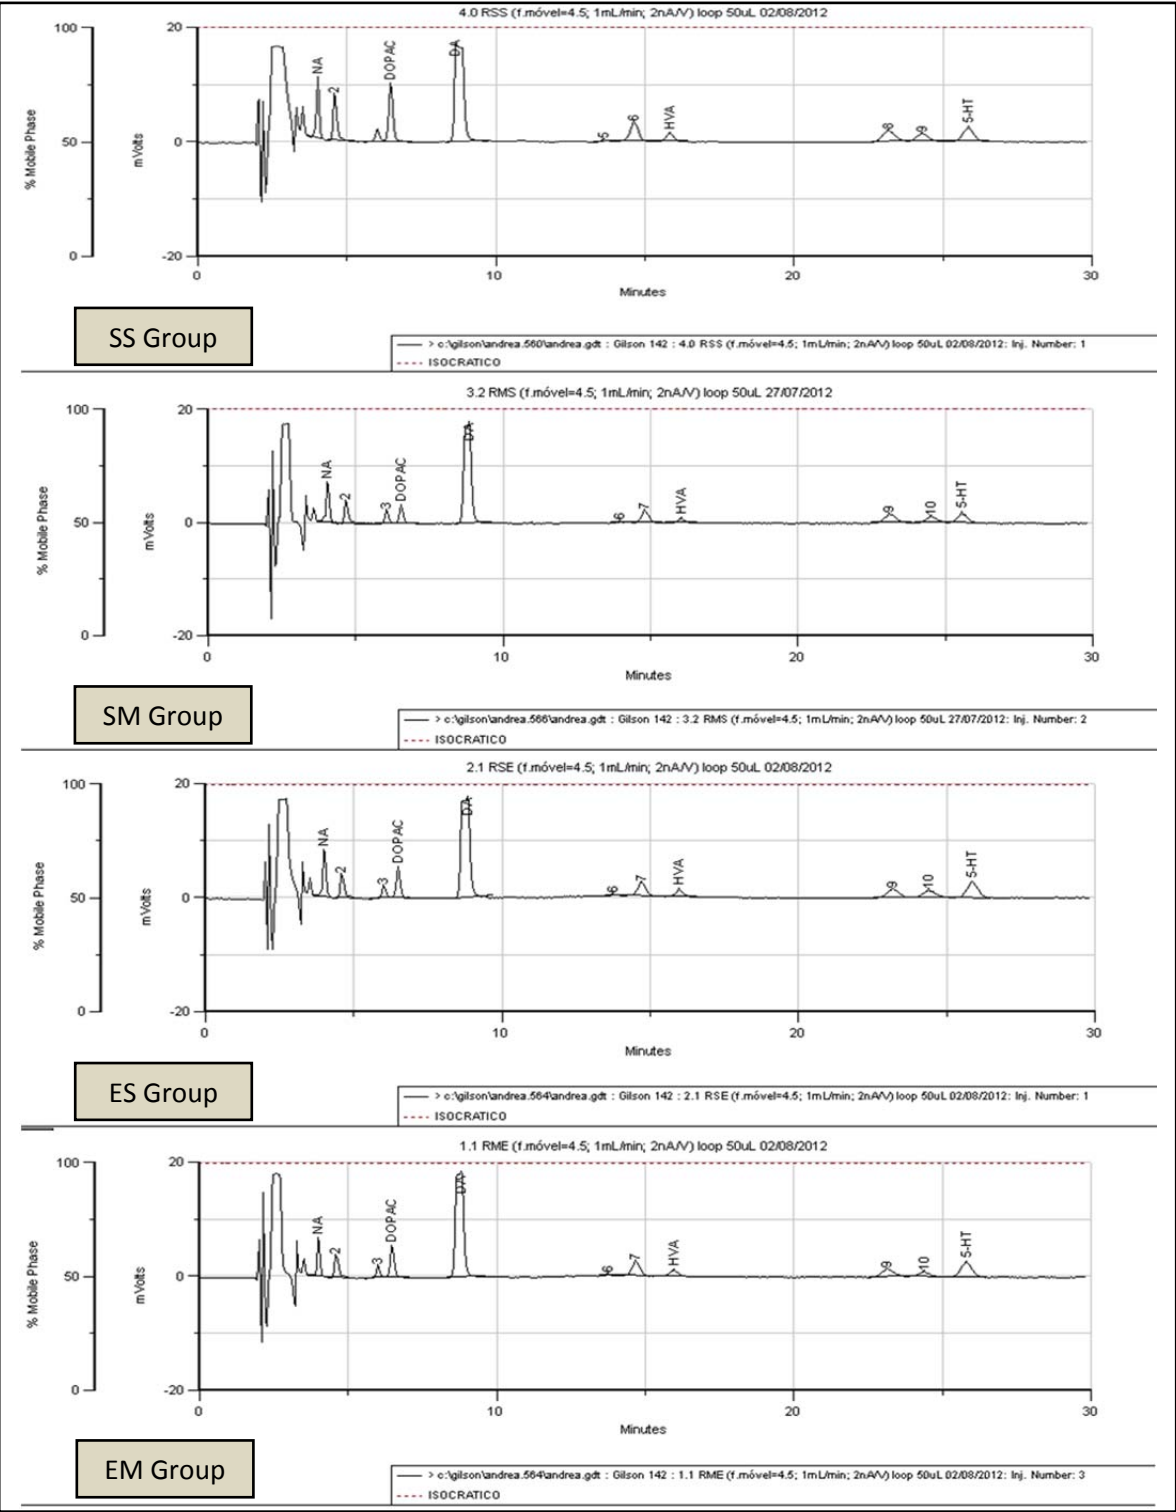 4.0 RSS (f.móvel=4.5; 1mL/min; 2nA/V) loop 50uL 02/08/2012
100
50
0
% Mobile Phase
20
0
-20
mVolts
NA
2
DOPAC
DA
5
6
HVA
8
9
5-HT
0
10
20
30
Minutes
SS Group
> c:\gilson\andrea.560\andrea.gdt : Gilson 142 : 4.0 RSS (f.móvel=4.5; 1mL/min; 2nA/V) loop 50uL 02/08/2012: Inj. Number: 1
ISOCRATICO
3.2 RMS (f.móvel=4.5; 1mL/min; 2nA/V) loop 50uL 27/07/2012
100
50
0
% Mobile Phase
20
0
-20
mVolts
NA
2
3
DOPAC
DA
6
7
HVA
9
10
5-HT
0
10
20
30
Minutes
SM Group
> c:\gilson\andrea.566\andrea.gdt : Gilson 142 : 3.2 RMS (f.móvel=4.5; 1mL/min; 2nA/V) loop 50uL 27/07/2012: Inj. Number: 2
ISOCRATICO
2.1 RSE (f.móvel=4.5; 1mL/min; 2nA/V) loop 50uL 02/08/2012
100
50
0
% Mobile Phase
20
0
-20
mVolts
NA
2
3
DOPAC
DA
6
7
HVA
9
10
5-HT
0
10
20
30
Minutes
ES Group
> c:\gilson\andrea.564\andrea.gdt : Gilson 142 : 2.1 RSE (f.móvel=4.5; 1mL/min; 2nA/V) loop 50uL 02/08/2012: Inj. Number: 1
ISOCRATICO
1.1 RME (f.móvel=4.5; 1mL/min; 2nA/V) loop 50uL 02/08/2012
100
50
0
% Mobile Phase
20
0
-20
mVolts
NA
2
3
DOPAC
DA
6
7
HVA
9
10
5-HT
0
10
20
30
Minutes
EM Group
> c:\gilson\andrea.564\andrea.gdt : Gilson 142 : 1.1 RME (f.móvel=4.5; 1mL/min; 2nA/V) loop 50uL 02/08/2012: Inj. Number: 3
ISOCRATICO